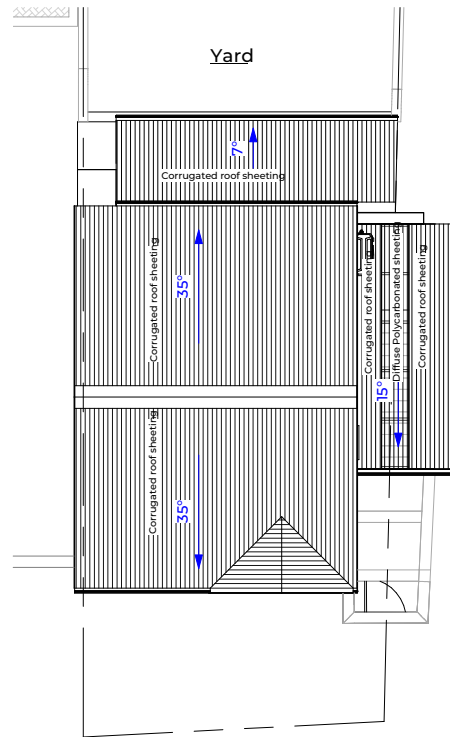 Yard
7°
Corrugated roof sheeting
35°
Corrugated roof sheeting
Corrugated roof sheeting
Diffuse Polycarbonated sheeting
Corrugated roof sheeting
15°
Corrugated roof sheeting
35°